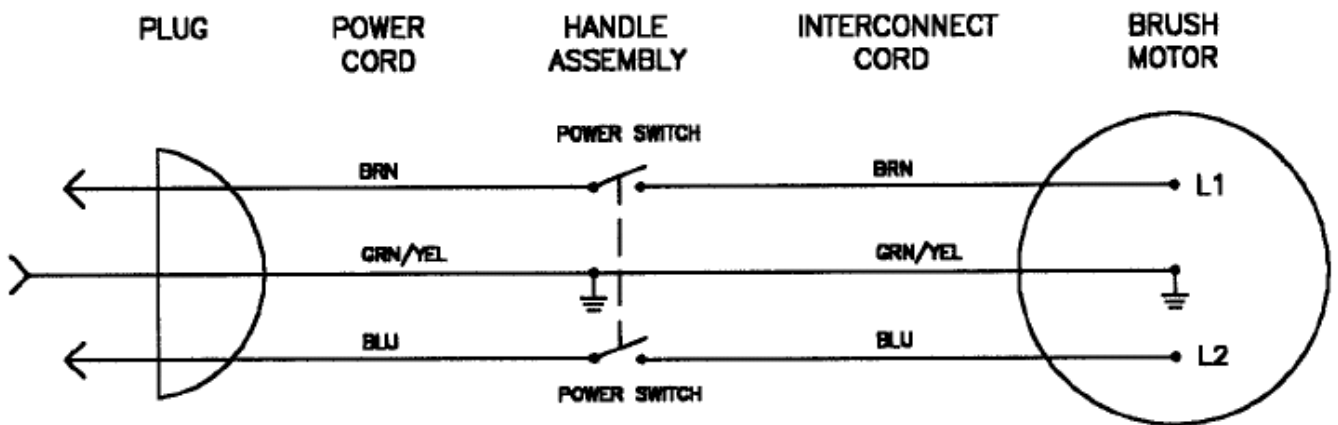 PLUG
POWER
CORD
HANDLE
ASSEMBLY
INTERCONNECT
CORD
BRUSH
MOTOR
POWER SWITCH
BRN
BRN
L1
GRN/YEL
GRN/YEL
BLU
BLU
L2
POWER SWITCH